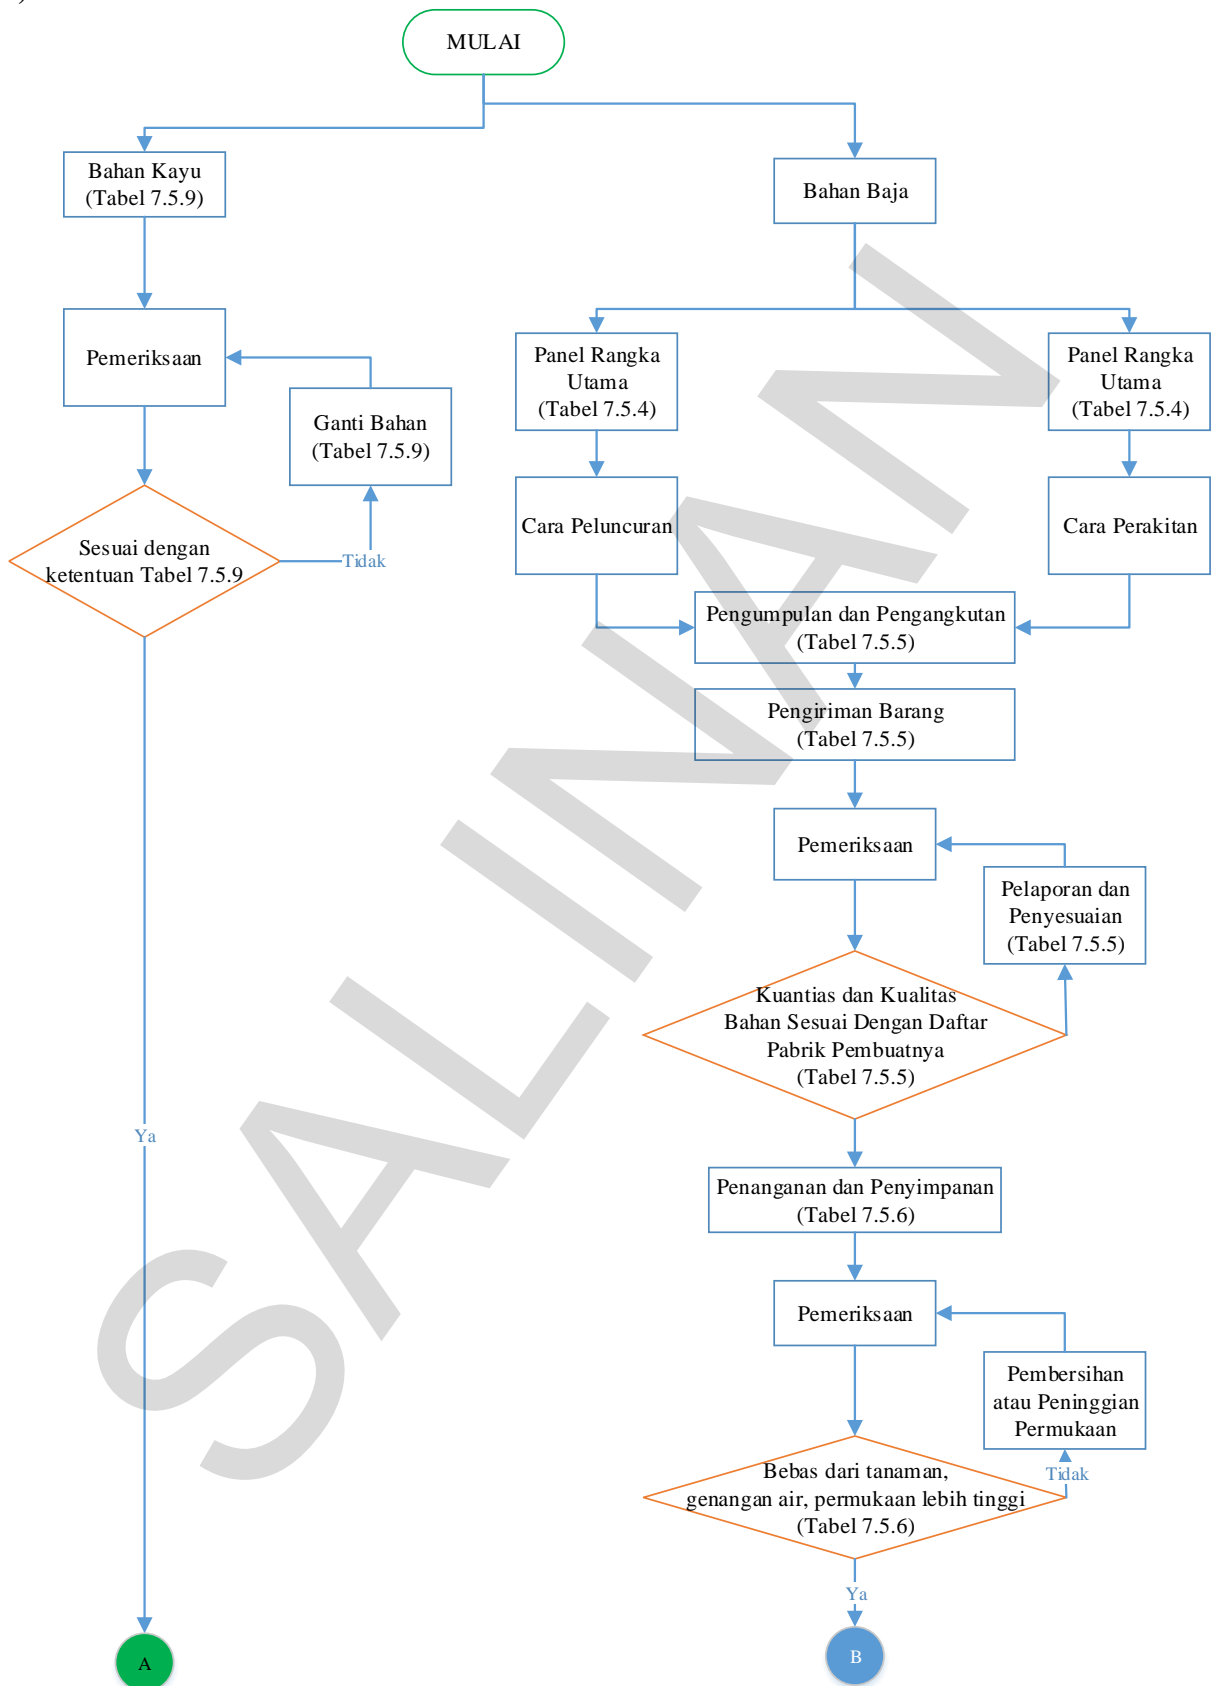 )
MULAI
Bahan Kayu
(Tabel 7.5.9)
Bahan Baja
Pemeriksaan
Ganti Bahan
(Tabel 7.5.9)
Sesuai dengan
ketentuan Tabel 7.5.9
Tidak
Ya
A
Panel Rangka
Utama
(Tabel 7.5.4)
Panel Rangka
Utama
(Tabel 7.5.4)
Cara Peluncuran
Cara Perakitan
Pengumpulan dan Pengangkutan
(Tabel 7.5.5)
Pengiriman Barang
(Tabel 7.5.5)
Pemeriksaan
Pelaporan dan
Penyesuaian
(Tabel 7.5.5)
Kuantias dan Kualitas
Bahan Sesuai Dengan Daftar
Pabrik Pembuatnya
(Tabel 7.5.5)
Penanganan dan Penyimpanan
(Tabel 7.5.6)
Pemeriksaan
Pembersihan
atau Peninggian
Permukaan
Tidak
Bebas dari tanaman,
genangan air, permukaan lebih tinggi
(Tabel 7.5.6)
Ya
B
SALINAN